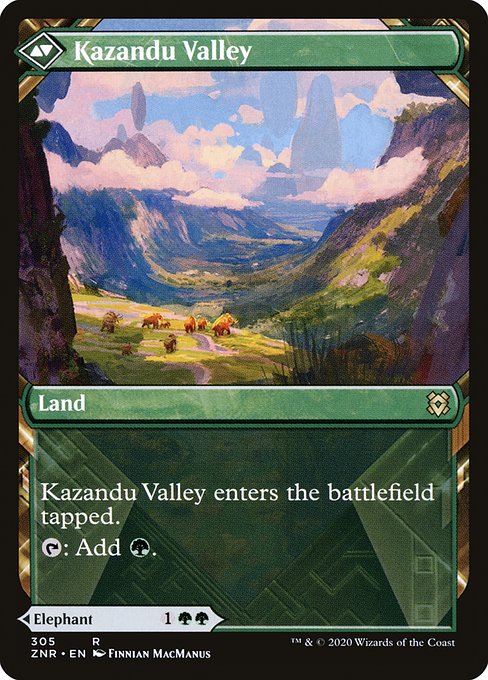 Kazandu Valley
Land
Kazandu Valley enters the battlefield
tapped.
: Add .
Elephant 1
305 R
ZNR • EN Finnian MacManus
™ & © 2020 Wizards of the Coast